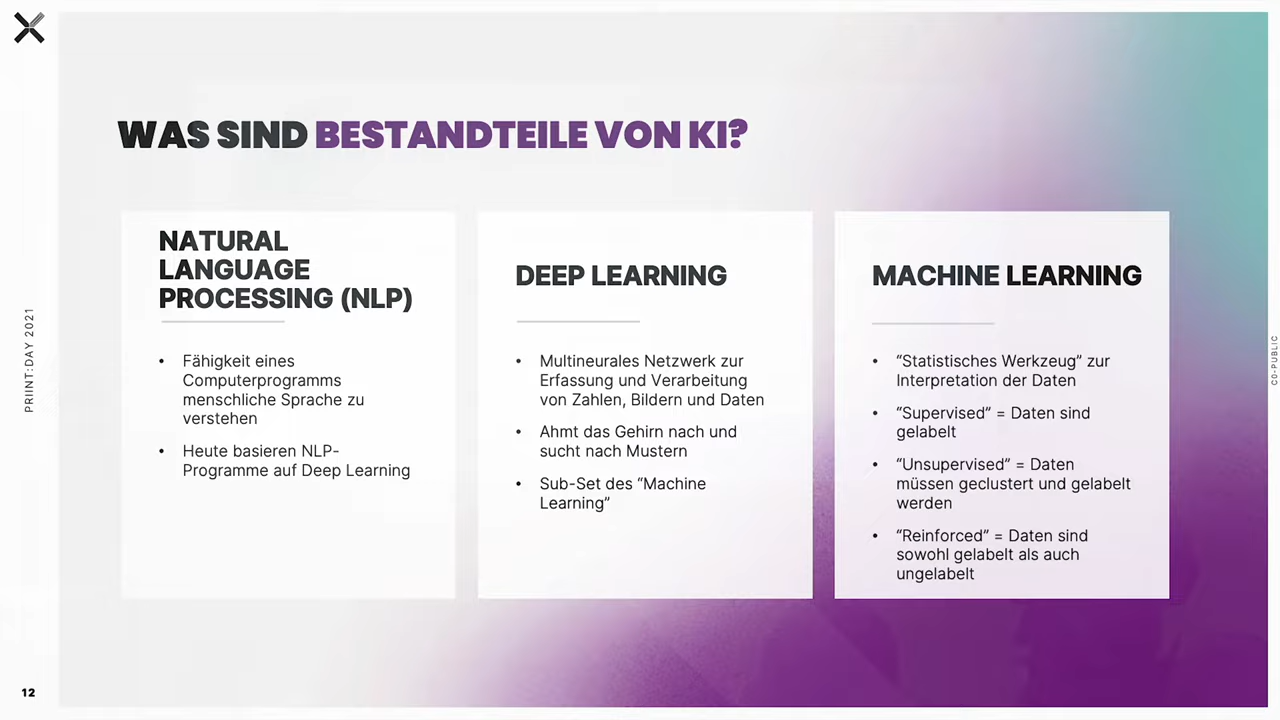 WAS SIND BESTANDTEILE VON KI?
NATURAL
LANGUAGE
PROCESSING (NLP)
• Fähigkeit eines
Computerprogramms
menschliche Sprache zu
verstehen
• Heute basieren NLP-
Programme auf Deep Learning
DEEP LEARNING
• Multineurales Netzwerk zur
Erfassung und Verarbeitung
von Zahlen, Bildern und Daten
• Ahmt das Gehirn nach und
sucht nach Mustern
• Sub-Set des “Machine
Learning”
MACHINE LEARNING
• “Statistisches Werkzeug” zur
Interpretation der Daten
• “Supervised” = Daten sind
gelabelt
• “Unsupervised” = Daten
müssen geclustert und gelabelt
werden
• “Reinforced” = Daten sind
sowohl gelabelt als auch
ungelabelt
PRIINT:DAY 2021
C0-PUBLIC
12